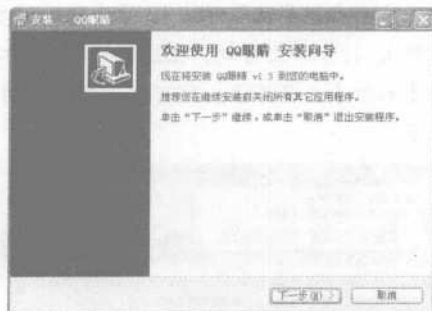 安装 - QQ眼睛
欢迎使用 QQ眼睛 安装向导
现在将安装 QQ眼睛 v1.5 到您的电脑中。
推荐您在继续安装前关闭所有其它应用程序。
单击“下一步”继续，或单击“取消”退出安装程序。
下一步(N) >
取消